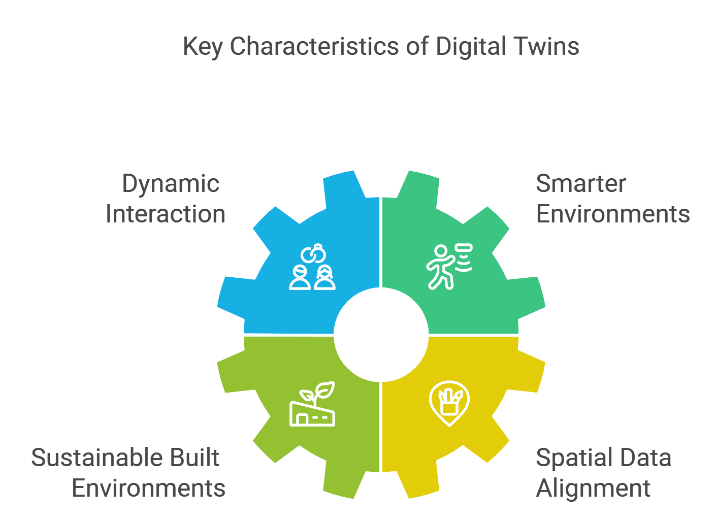 Key Characteristics of Digital Twins
Dynamic
Interaction
Smarter
Environments
Sustainable Built
Environments
Spatial Data
Alignment